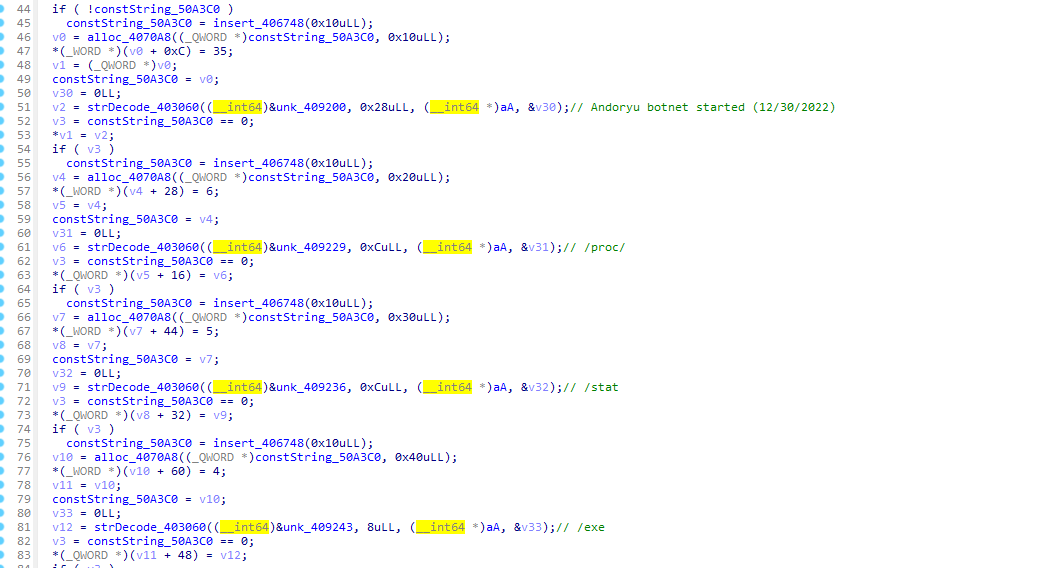 44 if ( !constString_50A3C0 )
45 constString_50A3C0 = insert_406748(0x10uLL);
46 v0 = alloc_4070A8((_QWORD *)constString_50A3C0, 0x10uLL);
47 *(_WORD *)(v0 + 0xC) = 35;
48 v1 = (_QWORD *)v0;
49 constString_50A3C0 = v0;
50 v30 = 0LL;
51 v2 = strDecode_403060((__int64)&unk_409200, 0x28uLL, (__int64 *)aA, &v30);// Andoryu botnet started (12/30/2022)
52 v3 = constString_50A3C0 == 0;
53 *v1 = v2;
54 if ( v3 )
55 constString_50A3C0 = insert_406748(0x10uLL);
56 v4 = alloc_4070A8((_QWORD *)constString_50A3C0, 0x20uLL);
57 *(_WORD *)(v4 + 28) = 6;
58 v5 = v4;
59 constString_50A3C0 = v4;
60 v31 = 0LL;
61 v6 = strDecode_403060((__int64)&unk_409229, 0xCuLL, (__int64 *)aA, &v31);// /proc/
62 v3 = constString_50A3C0 == 0;
63 *(_QWORD *)(v5 + 16) = v6;
64 if ( v3 )
65 constString_50A3C0 = insert_406748(0x10uLL);
66 v7 = alloc_4070A8((_QWORD *)constString_50A3C0, 0x30uLL);
67 *(_WORD *)(v7 + 44) = 5;
68 v8 = v7;
69 constString_50A3C0 = v7;
70 v32 = 0LL;
71 v9 = strDecode_403060((__int64)&unk_409236, 0xCuLL, (__int64 *)aA, &v32);// /stat
72 v3 = constString_50A3C0 == 0;
73 *(_QWORD *)(v8 + 32) = v9;
74 if ( v3 )
75 constString_50A3C0 = insert_406748(0x10uLL);
76 v10 = alloc_4070A8((_QWORD *)constString_50A3C0, 0x40uLL);
77 *(_WORD *)(v10 + 60) = 4;
78 v11 = v10;
79 constString_50A3C0 = v10;
80 v33 = 0LL;
81 v12 = strDecode_403060((__int64)&unk_409243, 8uLL, (__int64 *)aA, &v33);// /exe
82 v3 = constString_50A3C0 == 0;
83 *(_QWORD *)(v11 + 48) = v12;